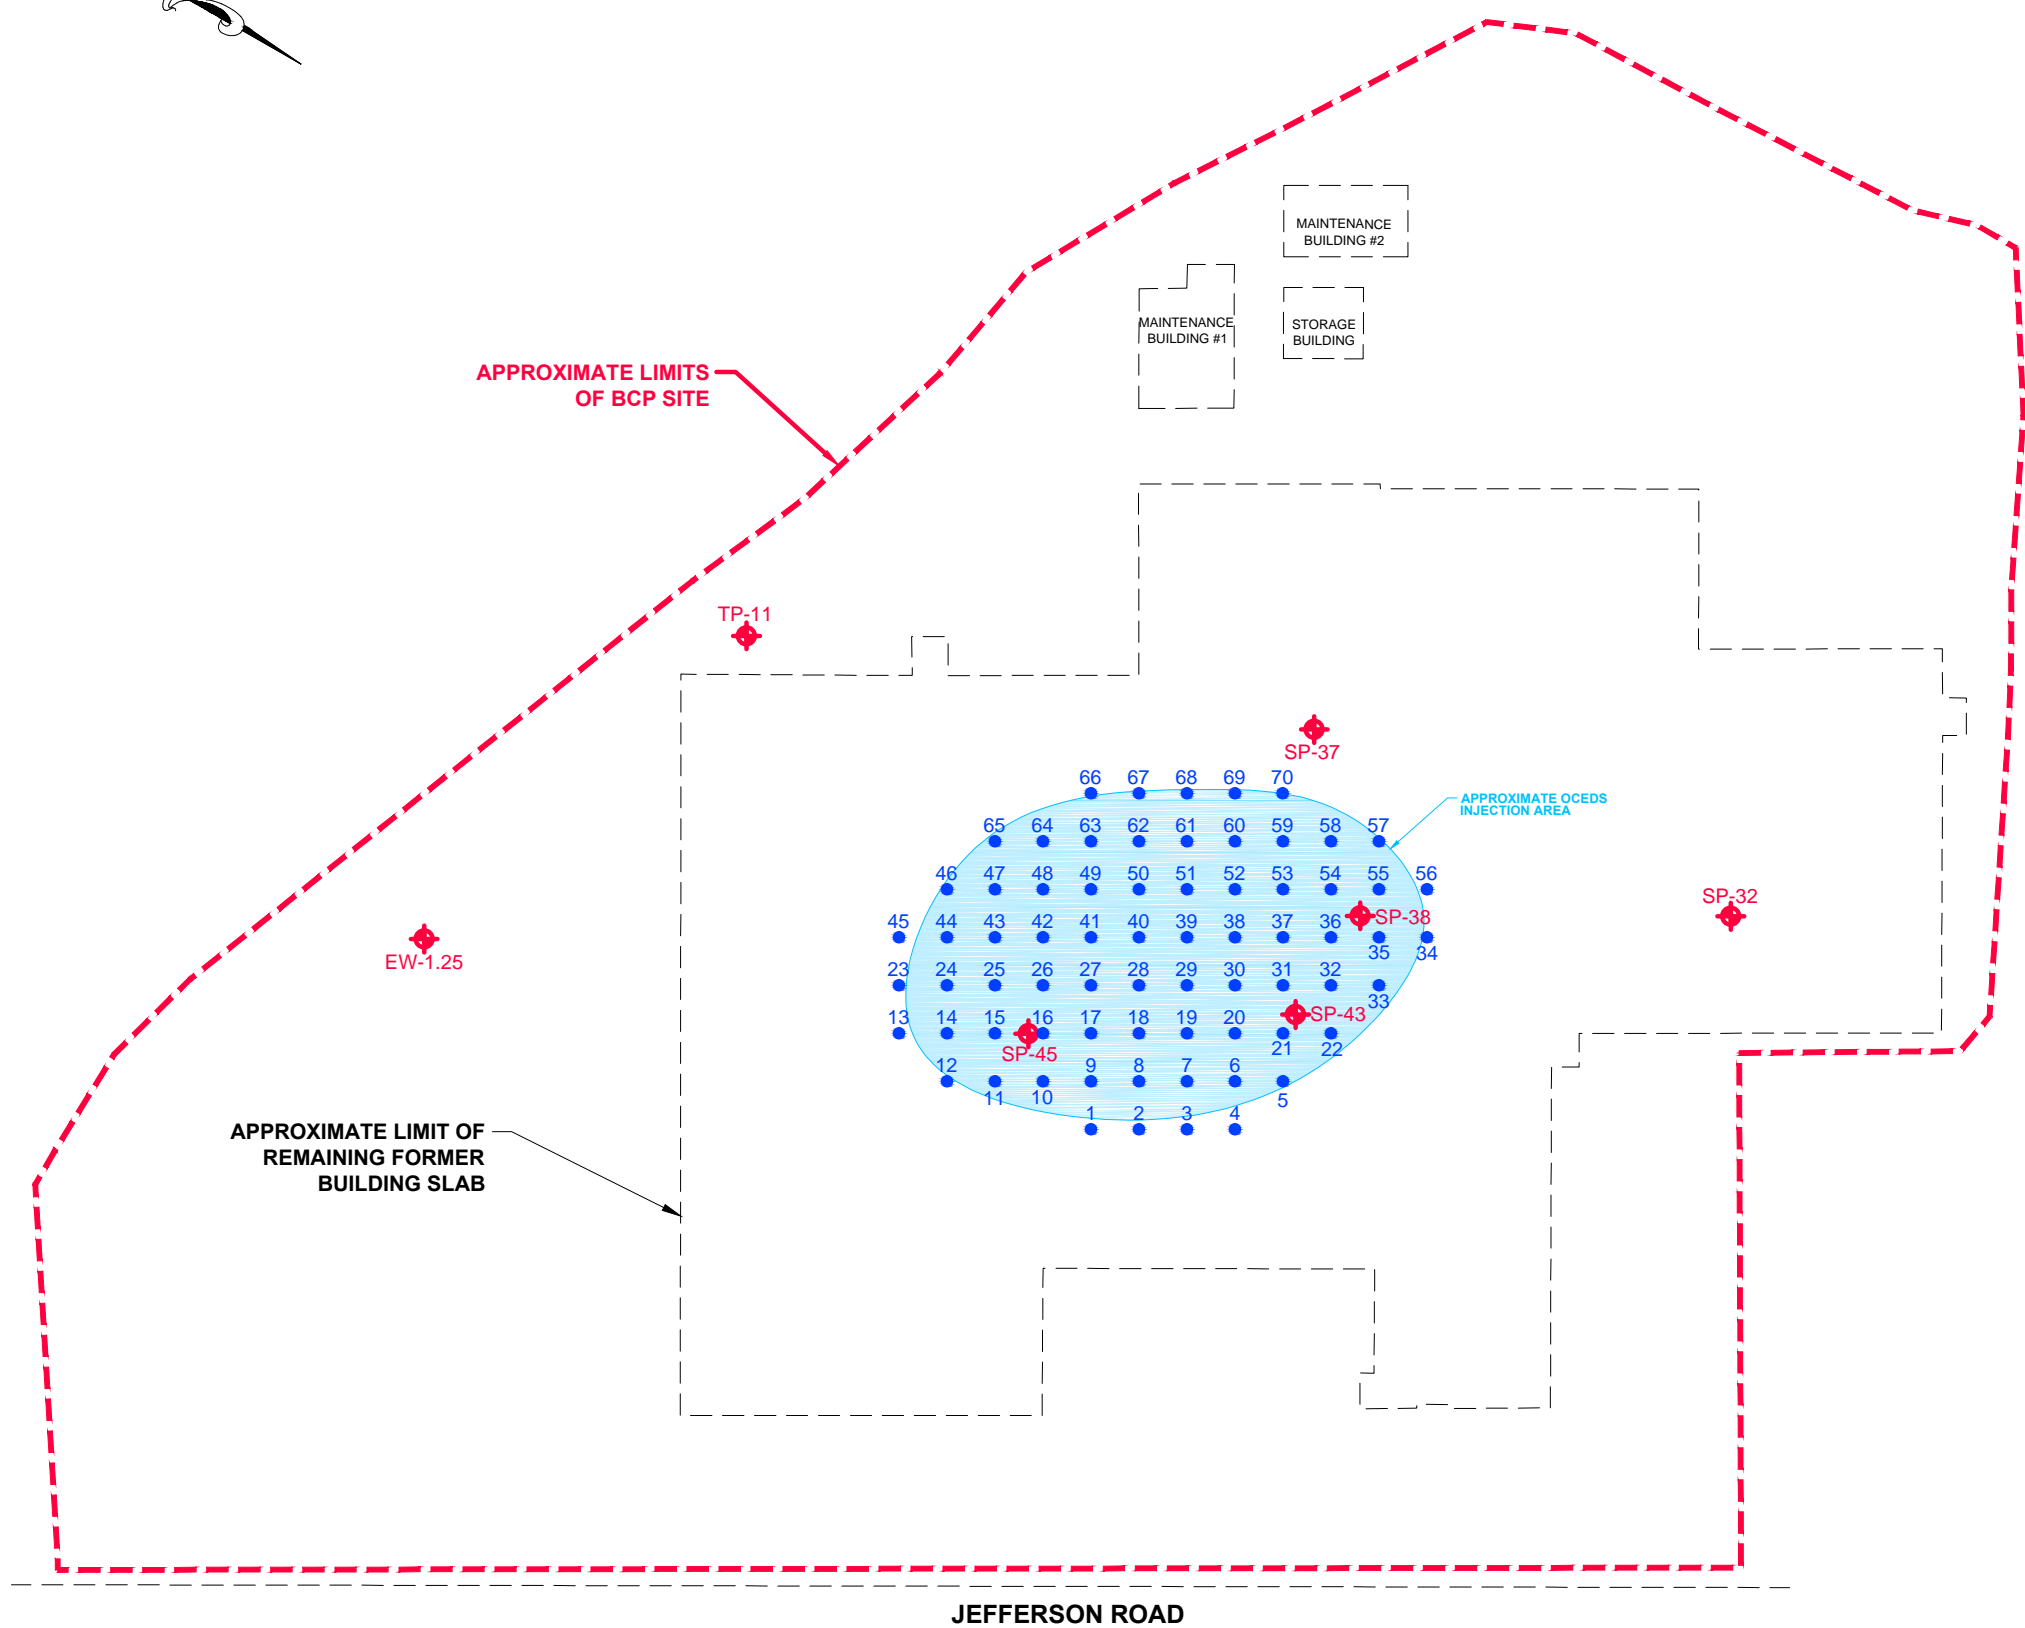 MAINTENANCE
BUILDING #2
MAINTENANCE
BUILDING #1
STORAGE
BUILDING
APPROXIMATE LIMITS
OF BCP SITE
TP-11
SP-37
66 67 68 69 70
APPROXIMATE OCEDS
INJECTION AREA
65 64 63 62 61 60 59 58 57
46 47 48 49 50 51 52 53 54 55 56
SP-32
SP-38
45 44 43 42 41 40 39 38 37 36
35 34
EW-1.25
23 24 25 26 27 28 29 30 31 32
33
SP-43
13 14 15 16 17 18 19 20
21 22
SP-45
12 9 8 7 6
11 10 5
1 2 3 4
APPROXIMATE LIMIT OF
REMAINING FORMER
BUILDING SLAB
JEFFERSON ROAD